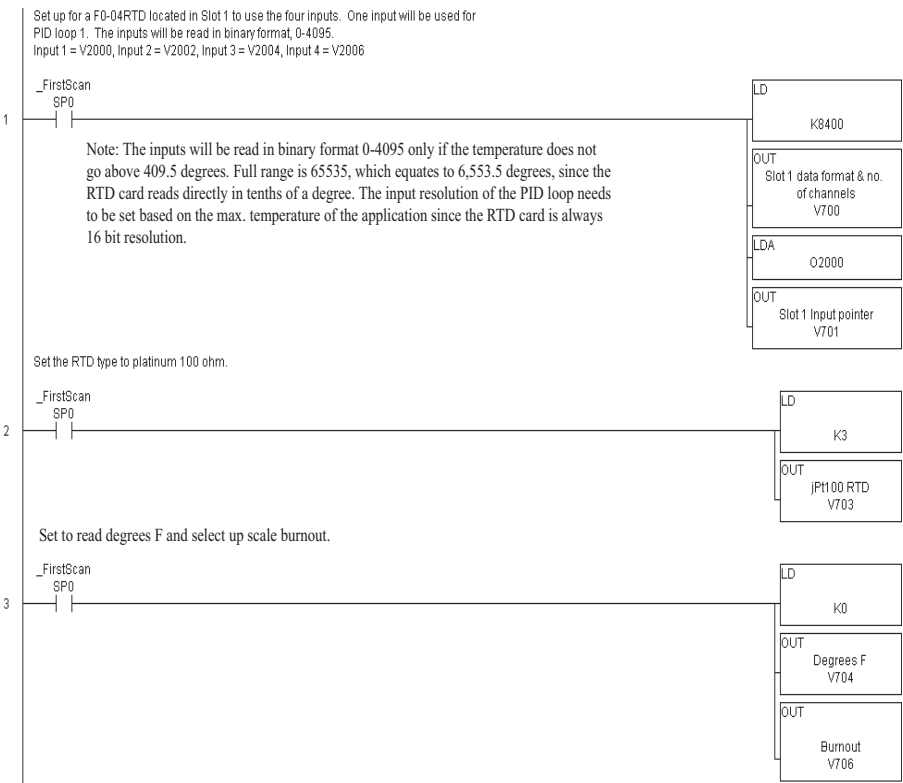 Set up for a F0-04RTD located in Slot 1 to use the four inputs. One input will be used for
PID loop 1. The inputs will be read in binary format, 0-4095.
Input 1 = V2000, Input 2 = V2002, Input 3 = V2004, Input 4 = V2006
_FirstScan
SP0
1
LD
K8400
OUT
Slot 1 data format & no.
of channels
V700
LDA
O2000
OUT
Slot 1 Input pointer
V701
Note: The inputs will be read in binary format 0-4095 only if the temperature does not
go above 409.5 degrees. Full range is 65535, which equates to 6,553.5 degrees, since the
RTD card reads directly in tenths of a degree. The input resolution of the PID loop needs
to be set based on the max. temperature of the application since the RTD card is always
16 bit resolution.
Set the RTD type to platinum 100 ohm.
_FirstScan
SP0
2
LD
K3
OUT
jPt100 RTD
V703
Set to read degrees F and select up scale burnout.
_FirstScan
SP0
3
LD
K0
OUT
Degrees F
V704
OUT
Burnout
V706